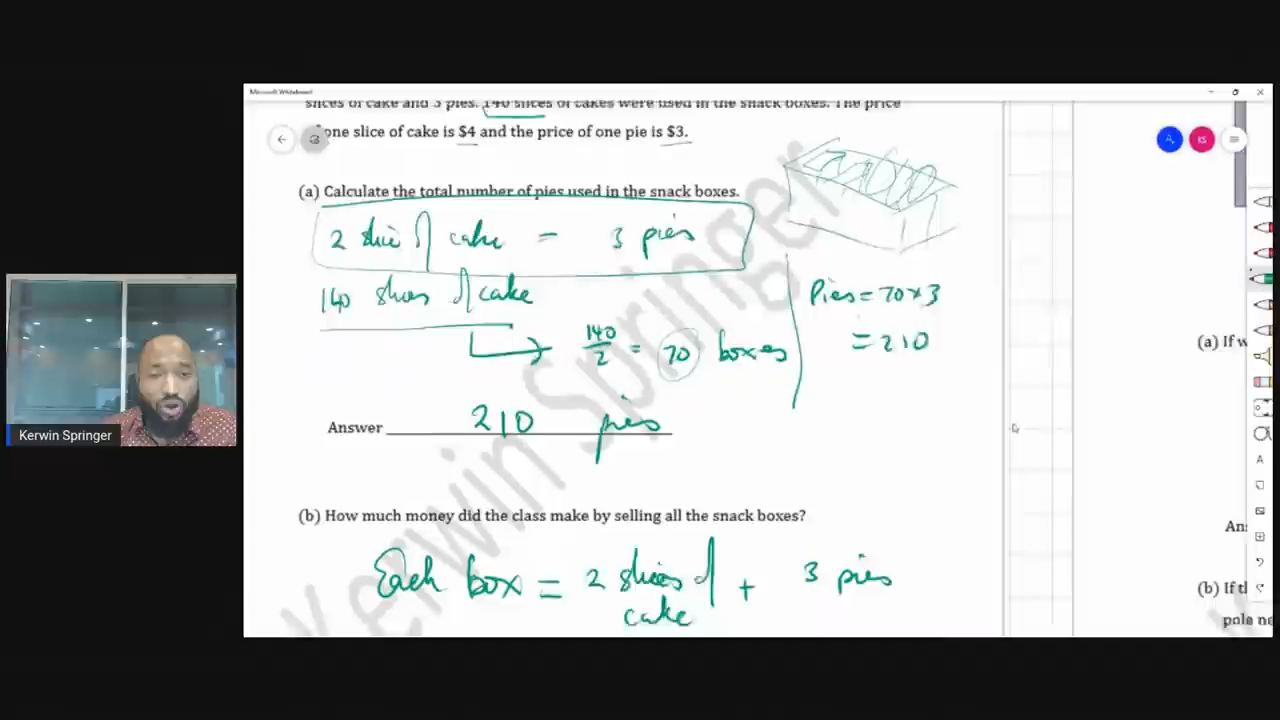 Microsoft Whiteboard
slices of cake and 3 pies. 140 slices of cakes were used in the snack boxes. The price
one slice of cake is $4 and the price of one pie is $3.
(a) Calculate the total number of pies used in the snack boxes.
2 slice of cake = 3 pies
140 slices of cake
140/2 = 70 boxes
Pies = 70 × 3
= 210
Answer 210 pies
(b) How much money did the class make by selling all the snack boxes?
Each box = 2 slices of cake + 3 pies
Kerwin Springer
Kerwin Springer
KS
(a) If w
An
(b) If t
pole ne